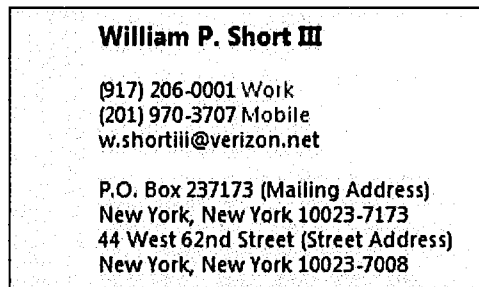 William P. Short III
(917) 206-0001 Work
(201) 970-3707 Mobile
w.shortiii@verizon.net
P.O. Box 237173 (Mailing Address)
New York, New York 10023-7173
44 West 62nd Street (Street Address)
New York, New York 10023-7008